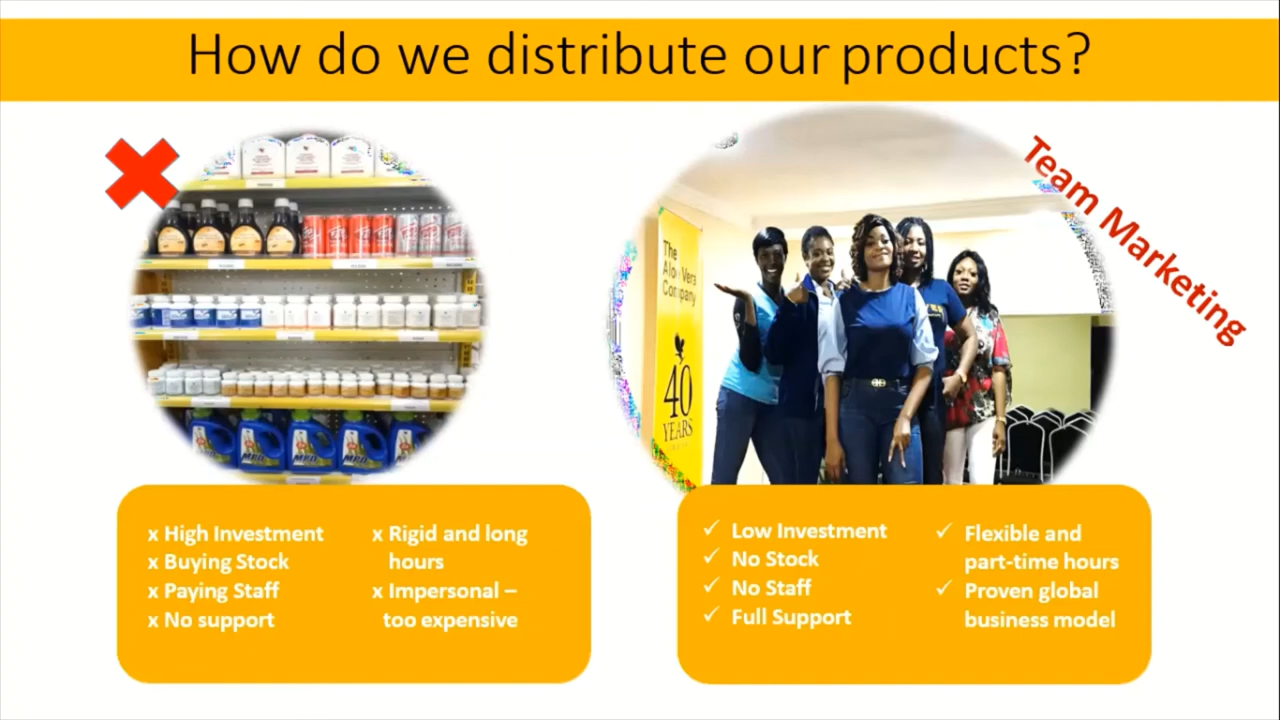 How do we distribute our products?
Team Marketing
The
Aloe Vera
Company
40
YEARS
x High Investment
x Buying Stock
x Paying Staff
x No support
x Rigid and long
hours
x Impersonal –
too expensive
✓ Low Investment
✓ No Stock
✓ No Staff
✓ Full Support
✓ Flexible and
part-time hours
✓ Proven global
business model